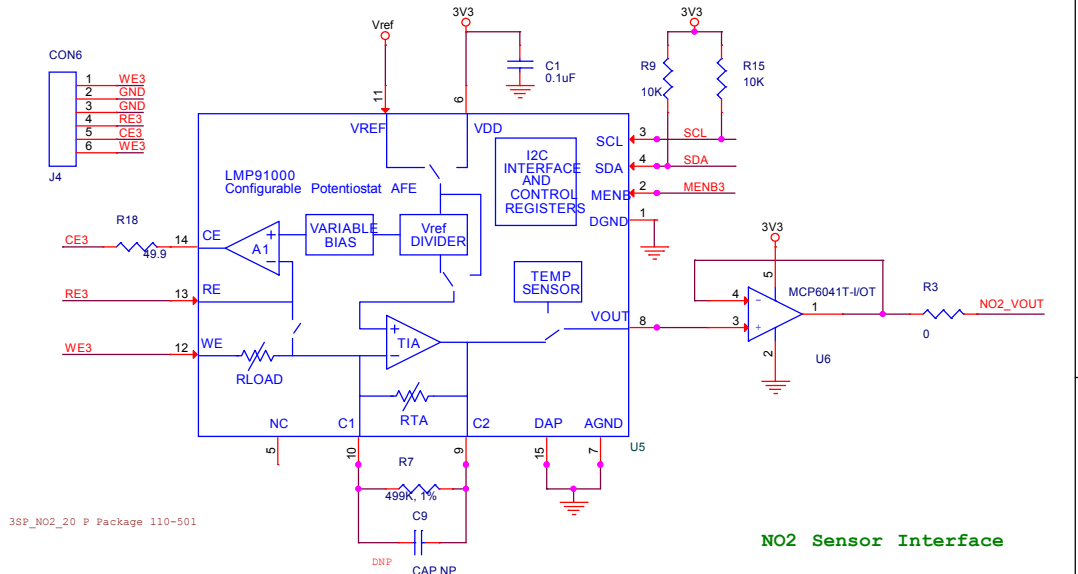 Vref
3V3
3V3
CON6
C1
0.1uF
R9
10K
R15
10K
1 WE3
2 GND
3 GND
4 RE3
5 CE3
6 WE3
J4
11
6
VREF
VDD
LMP91000
Configurable Potentiostat AFE
I2C
INTERFACE
AND
CONTROL
REGISTERS
SCL 3 SCL
SDA 4 SDA
MENB 2 MENB3
DGND 1
R18
CE3
49.9
14
CE
A1
+
−
VARIABLE
BIAS
Vref
DIVIDER
TEMP
SENSOR
RE3
13
RE
WE3
12
WE
RLOAD
+
−
TIA
RTA
VOUT
8
3V3
5
MCP6041T-I/OT
4
−
3
+
1
2
U6
R3
0
NO2_VOUT
NC
C1
C2
DAP
AGND
5
10
9
15
7
U5
R7
499K, 1%
C9
DNP
CAP NP
3SP_NO2_20 P Package 110-501
NO2 Sensor Interface